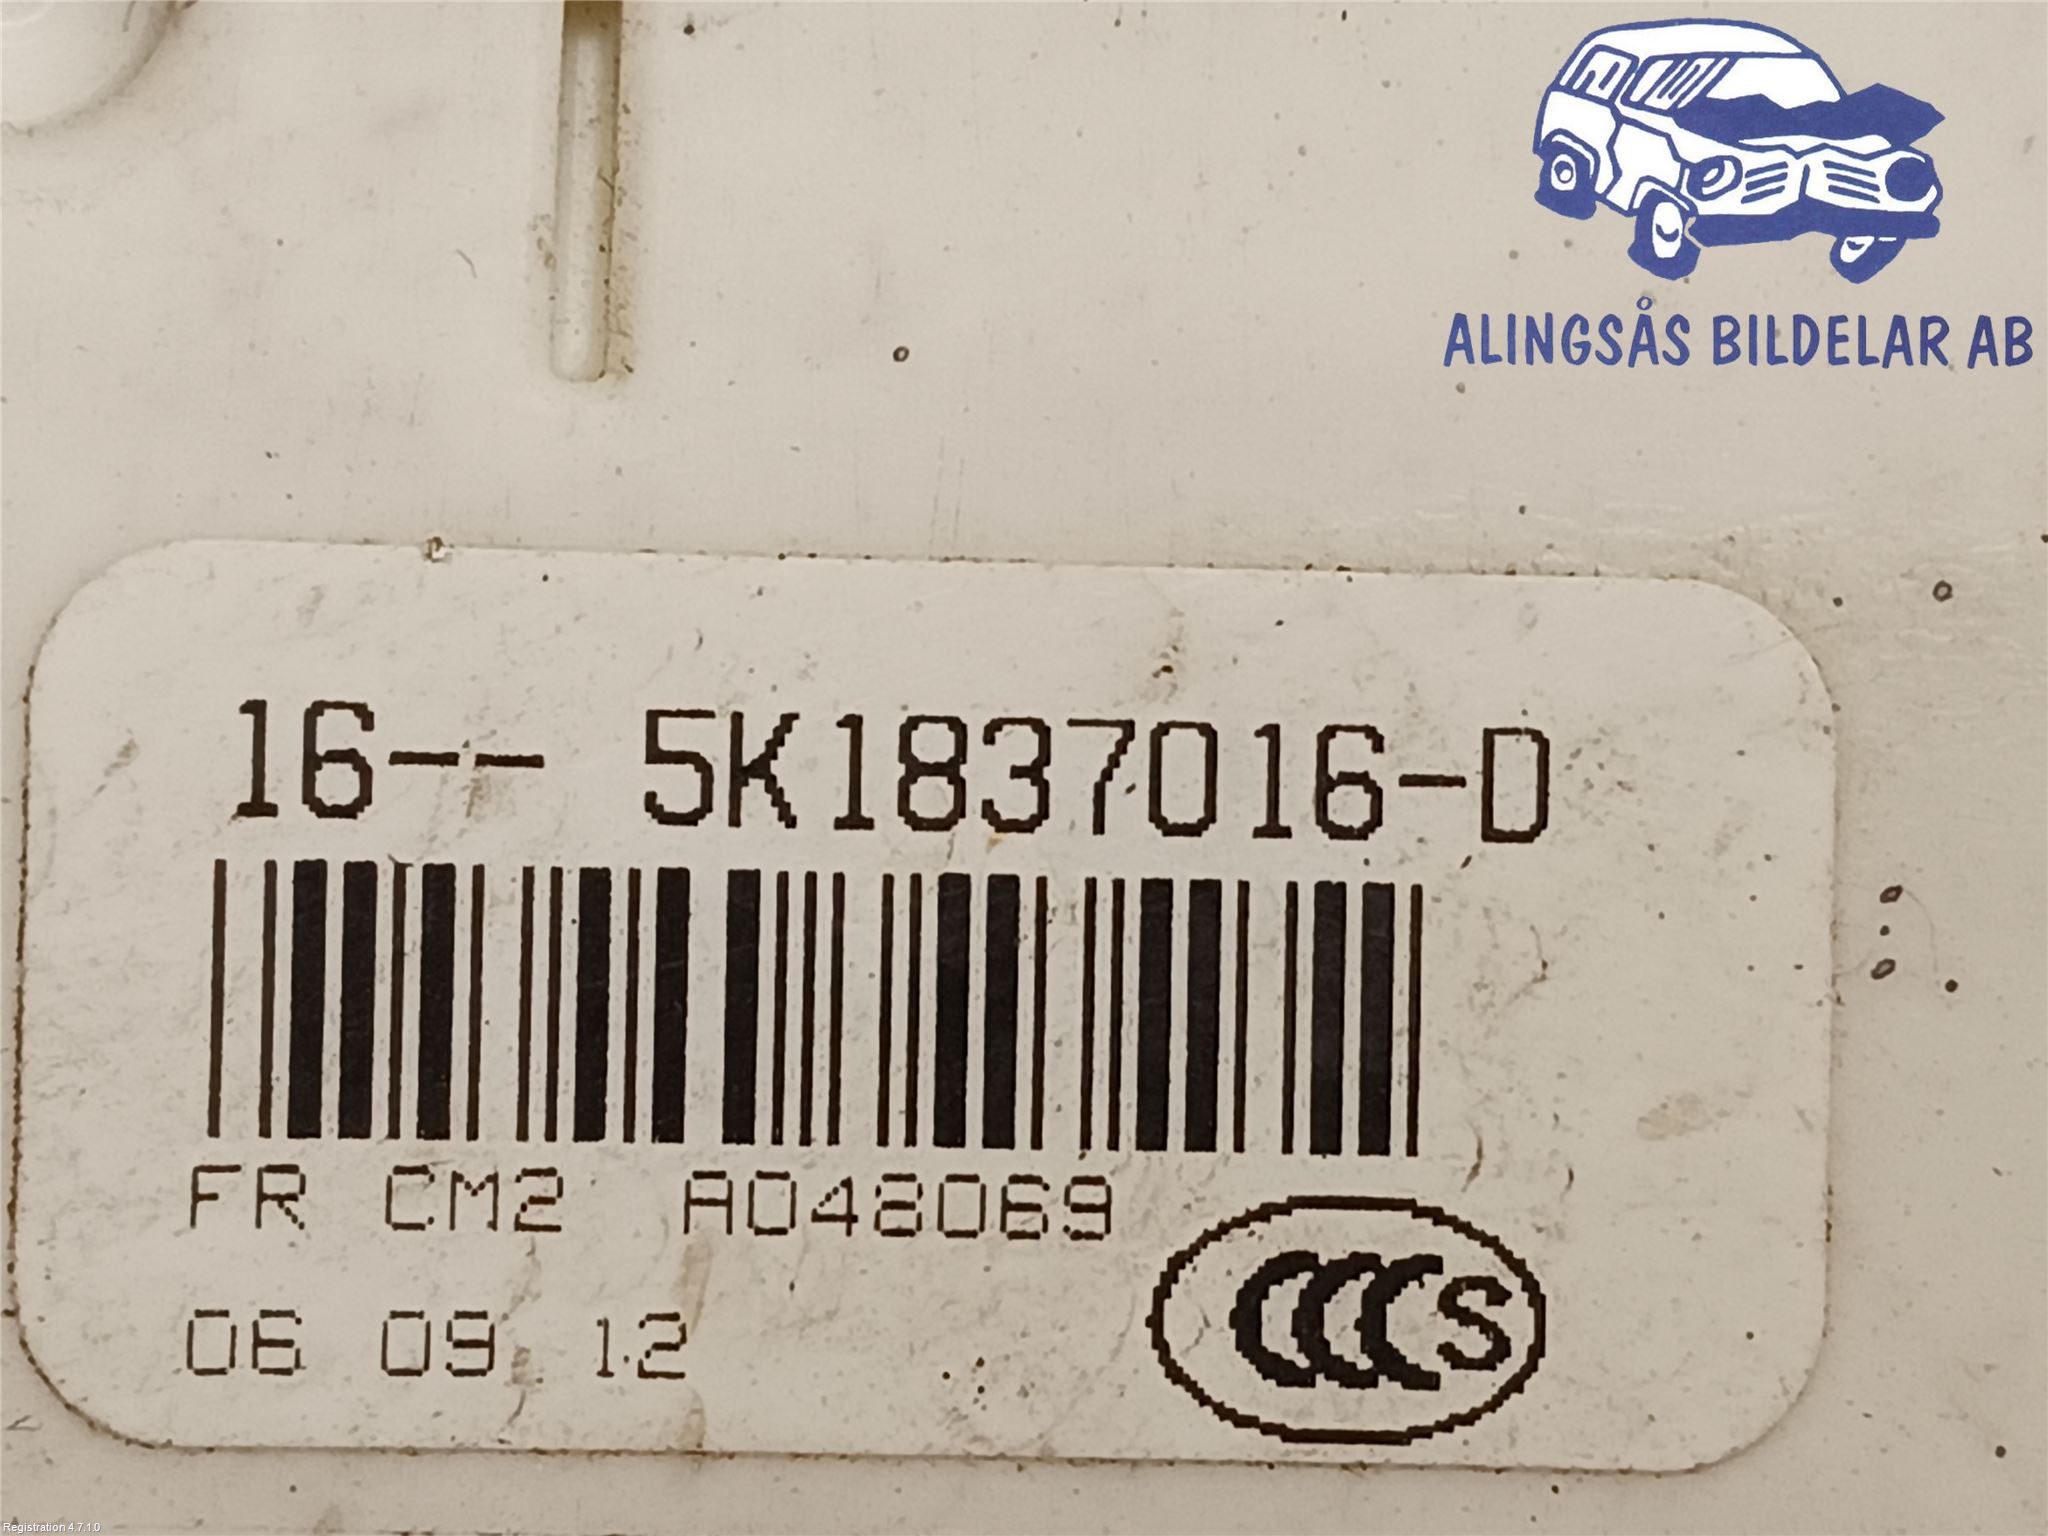 ALINGSÅS BILDELAR AB
16-- 5K1837016-D
FR CM2 A048069
06 09 12
CCCS
Registration 4.7.1.0